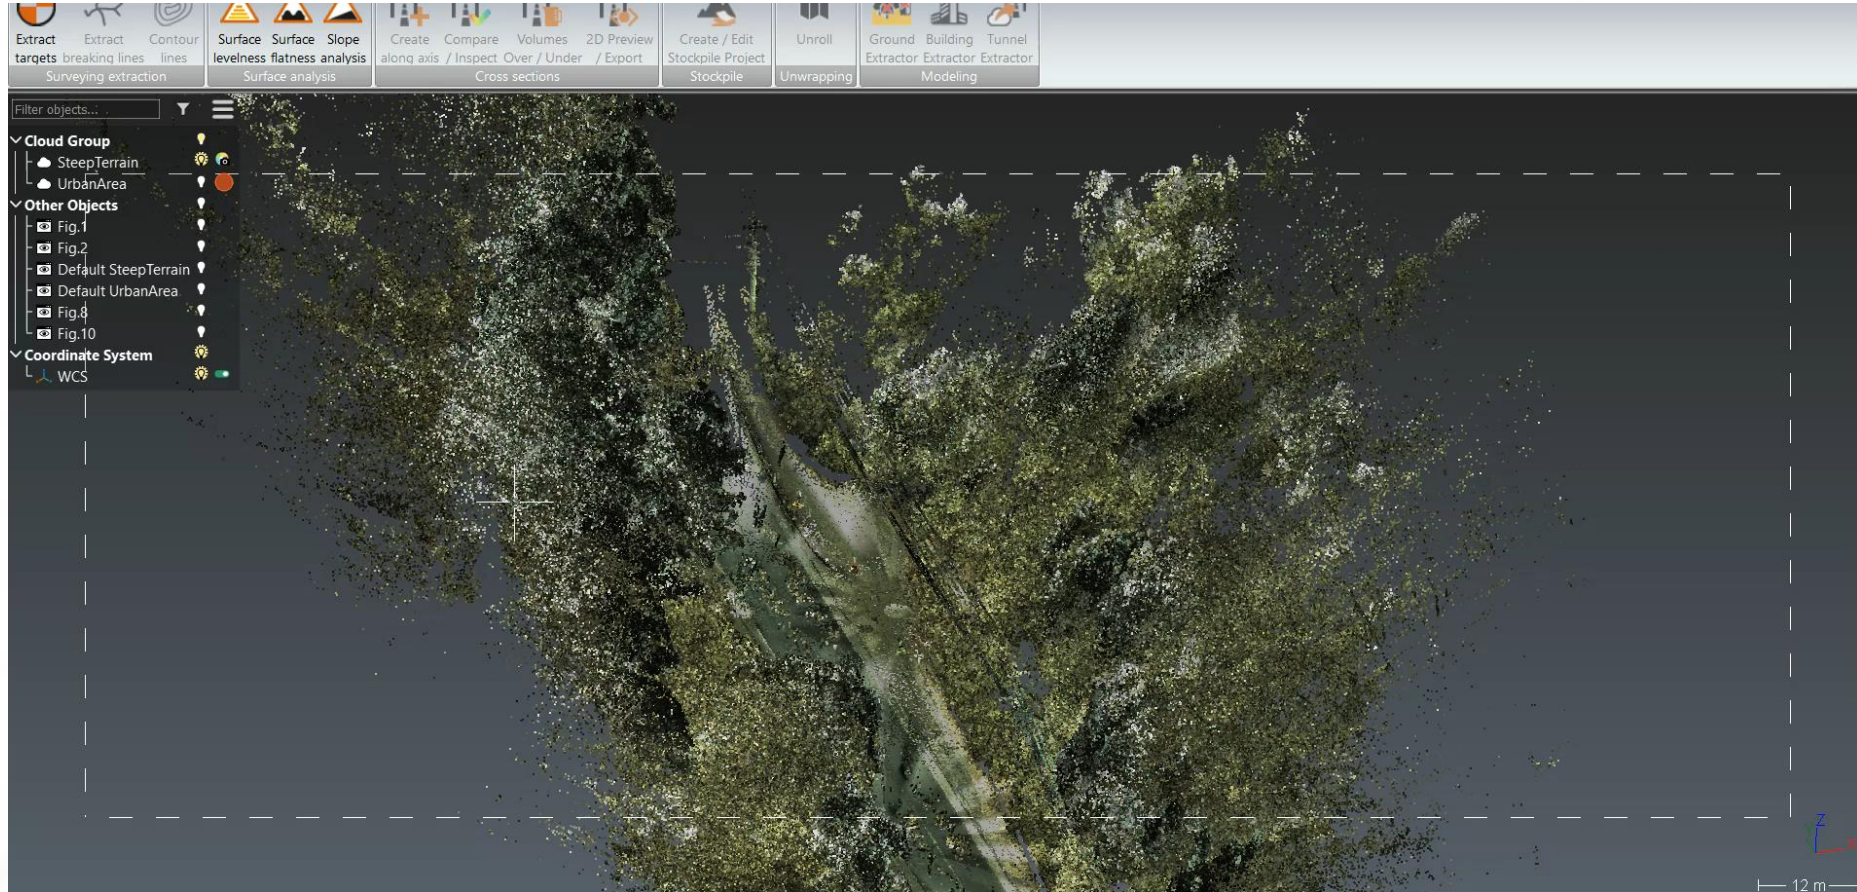 Extract targets
Extract breaking lines
Contour lines
Surveying extraction
Surface levelness
Surface flatness
Slope analysis
Surface analysis
Create along axis
Compare / Inspect
Volumes Over / Under
2D Preview / Export
Cross sections
Create / Edit Stockpile Project
Stockpile
Unroll
Unwrapping
Ground Extractor
Building Extractor
Tunnel Extractor
Modeling
Filter objects...
Cloud Group
SteepTerrain
UrbanArea
Other Objects
Fig.1
Fig.2
Default SteepTerrain
Default UrbanArea
Fig.8
Fig.10
Coordinate System
WCS
Z
12 m